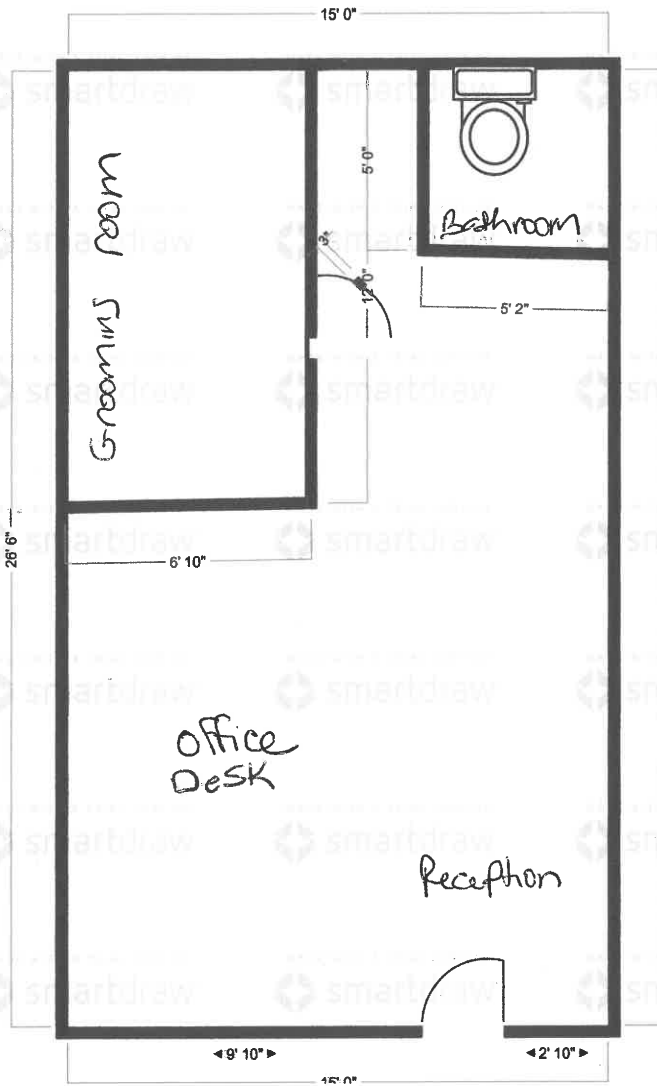 15' 0"
Bathroom
5' 0"
3'
12' 0"
5' 2"
Grooming room
26' 6"
6' 10"
office
Desk
Reception
9' 10"
2' 10"
15' 0"
smartdraw